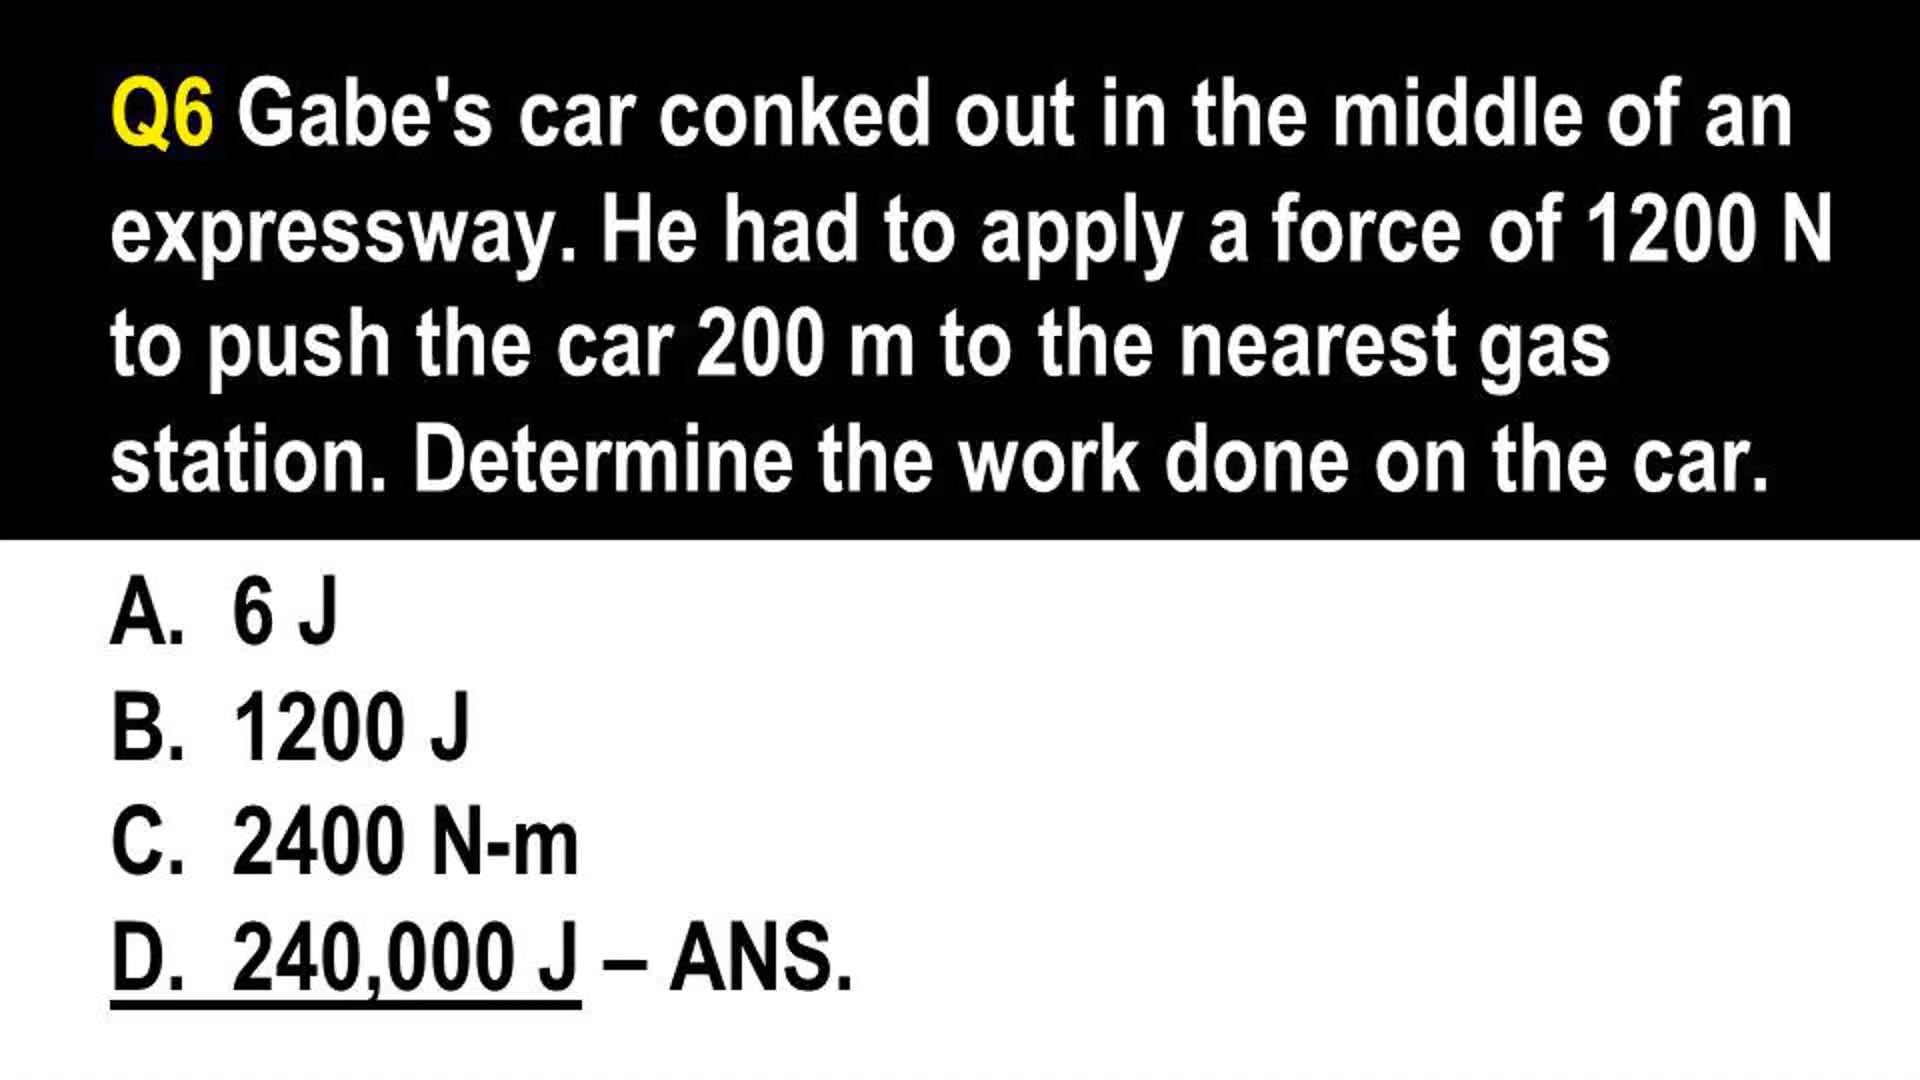 Q6 Gabe's car conked out in the middle of an
expressway. He had to apply a force of 1200 N
to push the car 200 m to the nearest gas
station. Determine the work done on the car.
A. 6 J
B. 1200 J
C. 2400 N-m
D. 240,000 J – ANS.